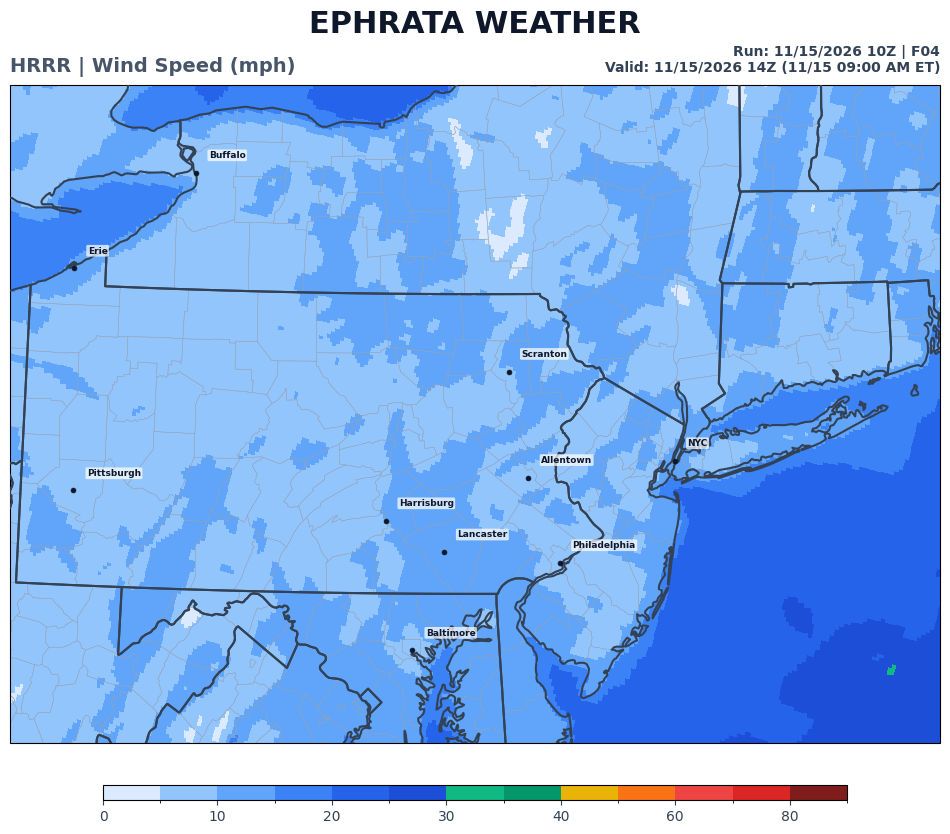 EPHRATA WEATHER
HRRR | Wind Speed (mph)
Run: 11/15/2026 10Z | F04
Valid: 11/15/2026 14Z (11/15 09:00 AM ET)
Buffalo
Erie
Scranton
NYC
Allentown
Pittsburgh
Harrisburg
Lancaster
Philadelphia
Baltimore
0 10 20 30 40 60 80